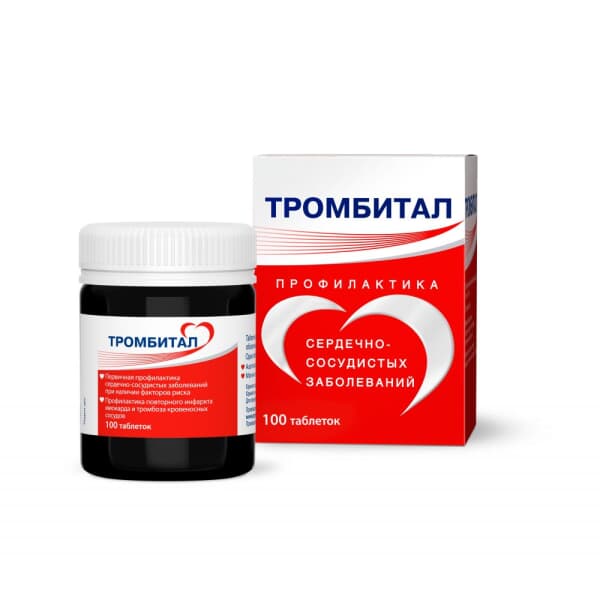 ТРОМБИТАЛ
ПРОФИЛАКТИКА
СЕРДЕЧНО-
СОСУДИСТЫХ
ЗАБОЛЕВАНИЙ
100 таблеток
ТРОМБИТАЛ
Первичная профилактика
сердечно-сосудистых заболеваний
при наличии факторов риска
Профилактика повторного инфаркта
миокарда и тромбоза кровеносных
сосудов
100 таблеток